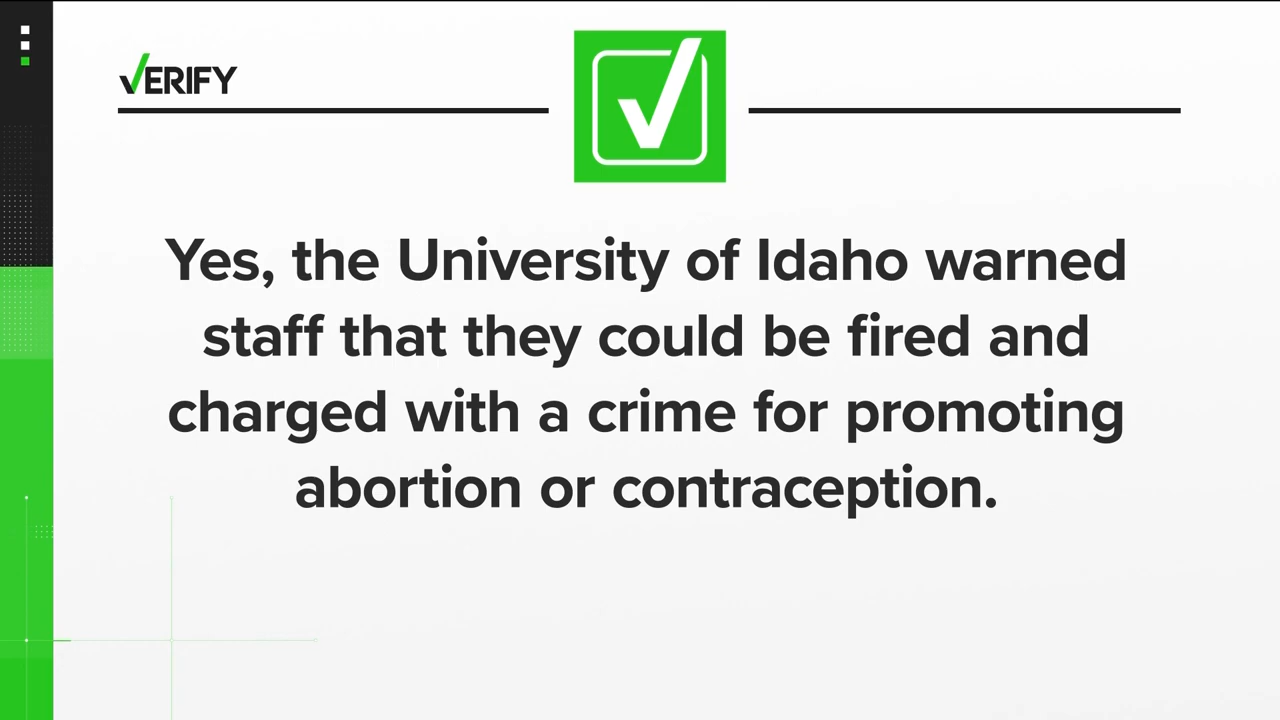 VERIFY
Yes, the University of Idaho warned
staff that they could be fired and
charged with a crime for promoting
abortion or contraception.